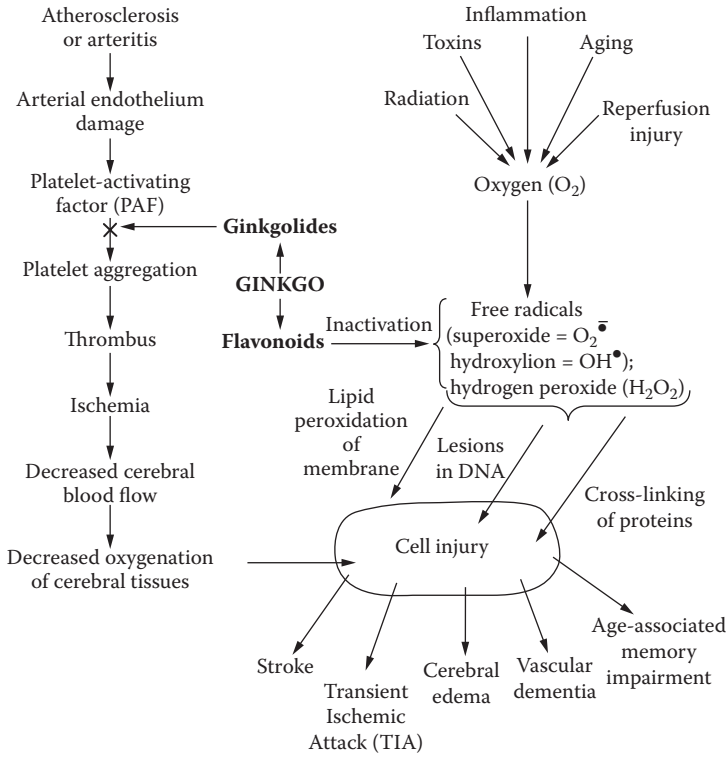 Atherosclerosis
or arteritis
Arterial endothelium
damage
Platelet-activating
factor (PAF)
Platelet aggregation
Thrombus
Ischemia
Decreased cerebral
blood flow
Decreased oxygenation
of cerebral tissues
Ginkgolides
GINKGO
Flavonoids
Inactivation
Inflammation
Toxins
Aging
Radiation
Reperfusion
injury
Oxygen (O₂)
Free radicals
(superoxide = O₂•̅
hydroxylion = OH•);
hydrogen peroxide (H₂O₂)
Lipid
peroxidation
of
membrane
Lesions
in DNA
Cross-linking
of proteins
Cell injury
Stroke
Transient
Ischemic
Attack (TIA)
Cerebral
edema
Vascular
dementia
Age-associated
memory
impairment